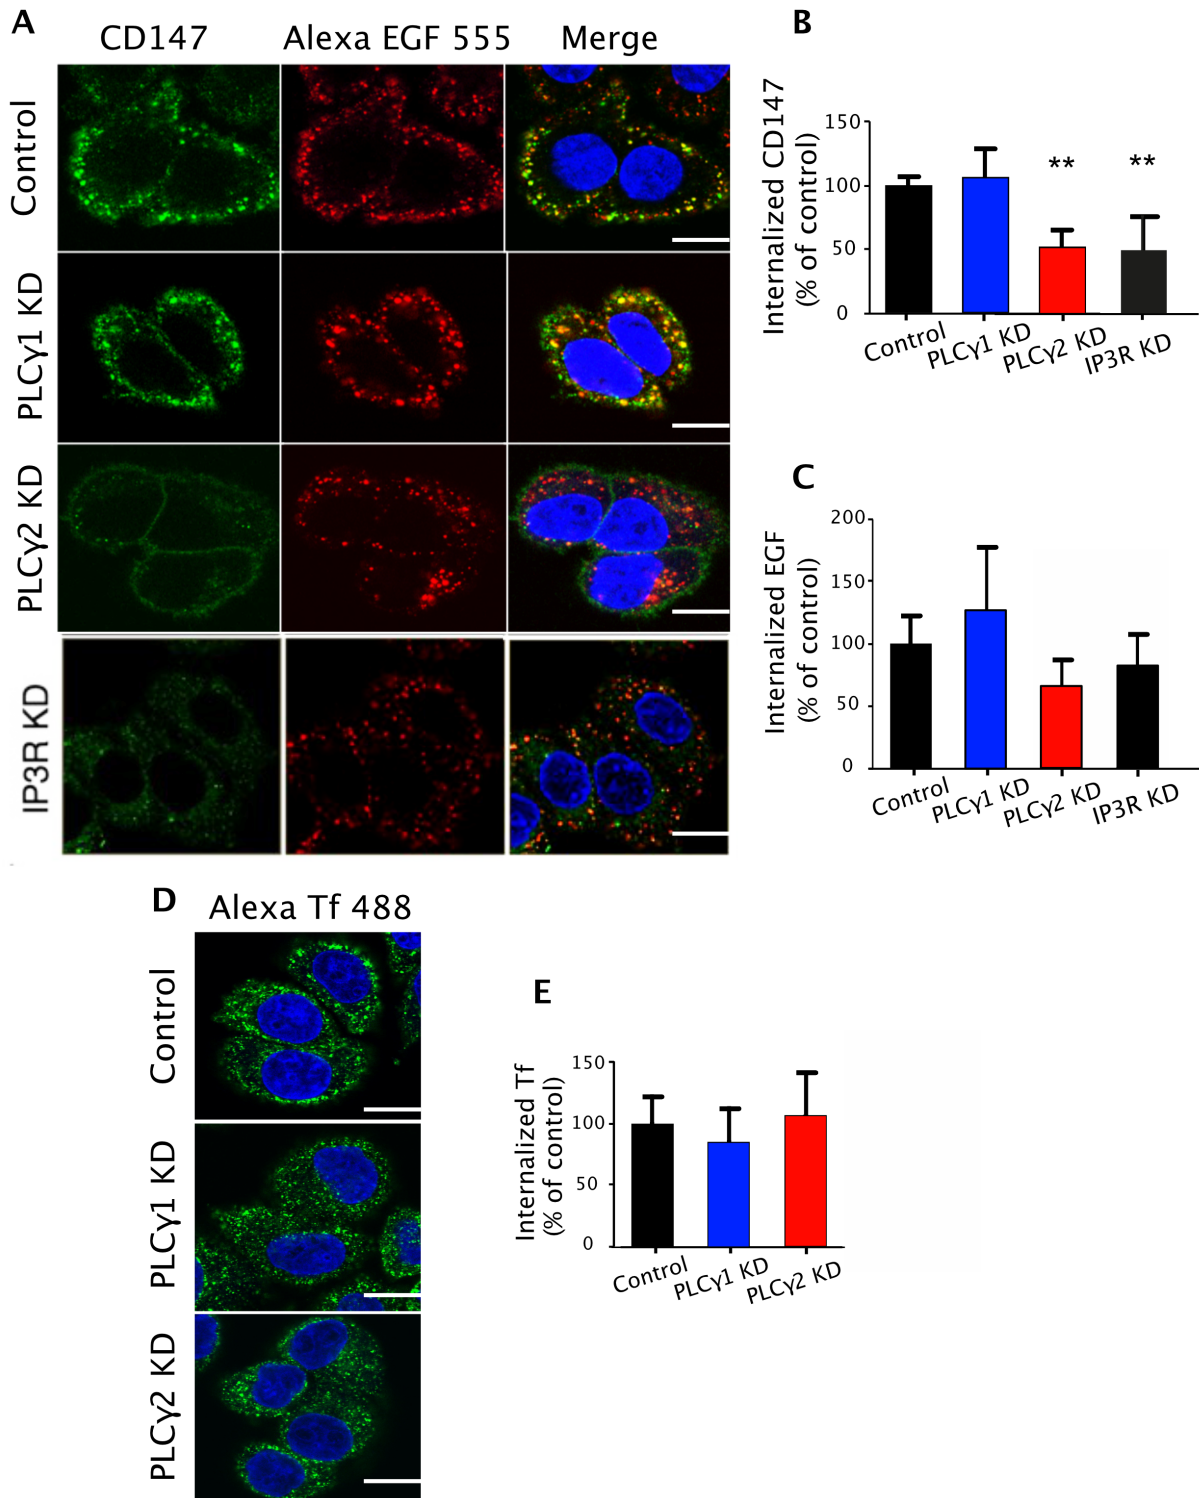 A
CD147
Alexa EGF 555
Merge
Control
PLCγ1 KD
PLCγ2 KD
IP3R KD
B
Internalized CD147
(% of control)
150
100
50
0
Control
PLCγ1 KD
PLCγ2 KD
IP3R KD
**
**
C
Internalized EGF
(% of control)
200
150
100
50
0
Control
PLCγ1 KD
PLCγ2 KD
IP3R KD
D
Alexa Tf 488
Control
PLCγ1 KD
PLCγ2 KD
E
Internalized Tf
(% of control)
150
100
50
0
Control
PLCγ1 KD
PLCγ2 KD